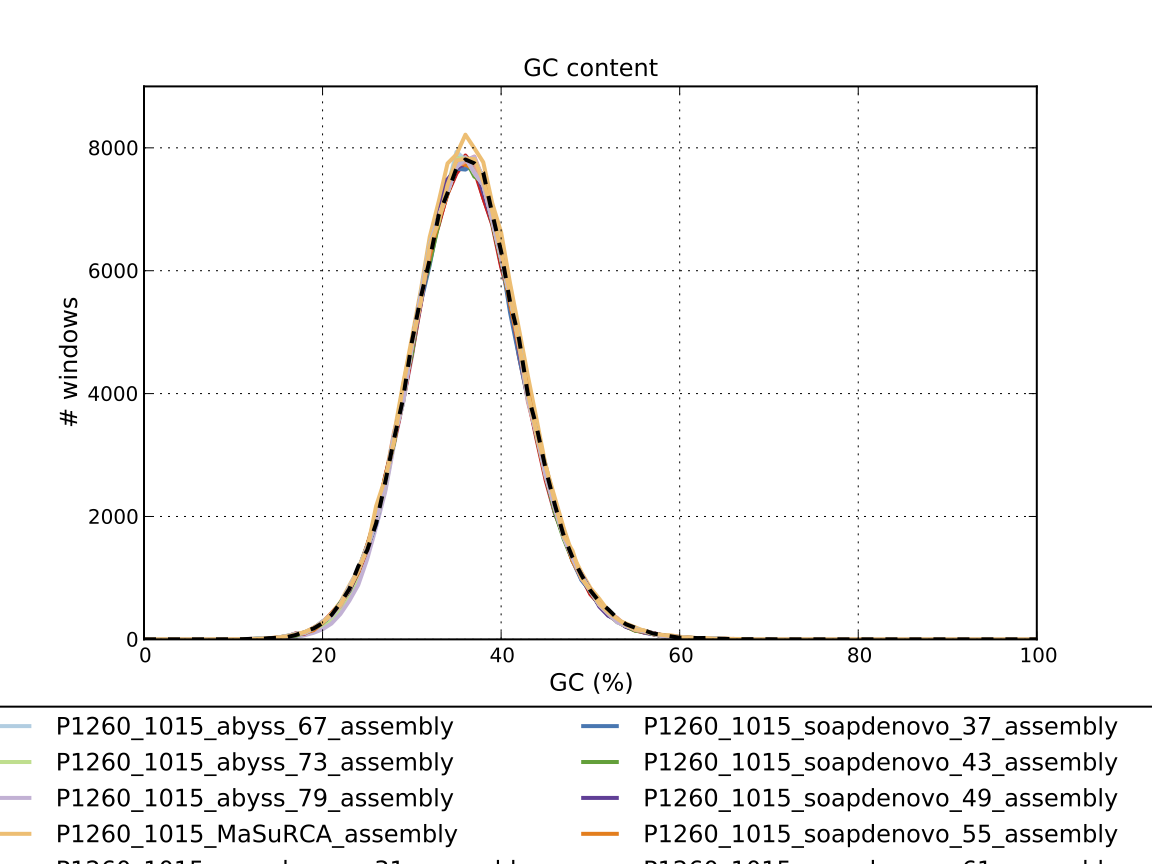 GC content
8000
6000
4000
2000
0
# windows
0 20 40 60 80 100
GC (%)
P1260_1015_abyss_67_assembly P1260_1015_soapdenovo_37_assembly
P1260_1015_abyss_73_assembly P1260_1015_soapdenovo_43_assembly
P1260_1015_abyss_79_assembly P1260_1015_soapdenovo_49_assembly
P1260_1015_MaSuRCA_assembly P1260_1015_soapdenovo_55_assembly